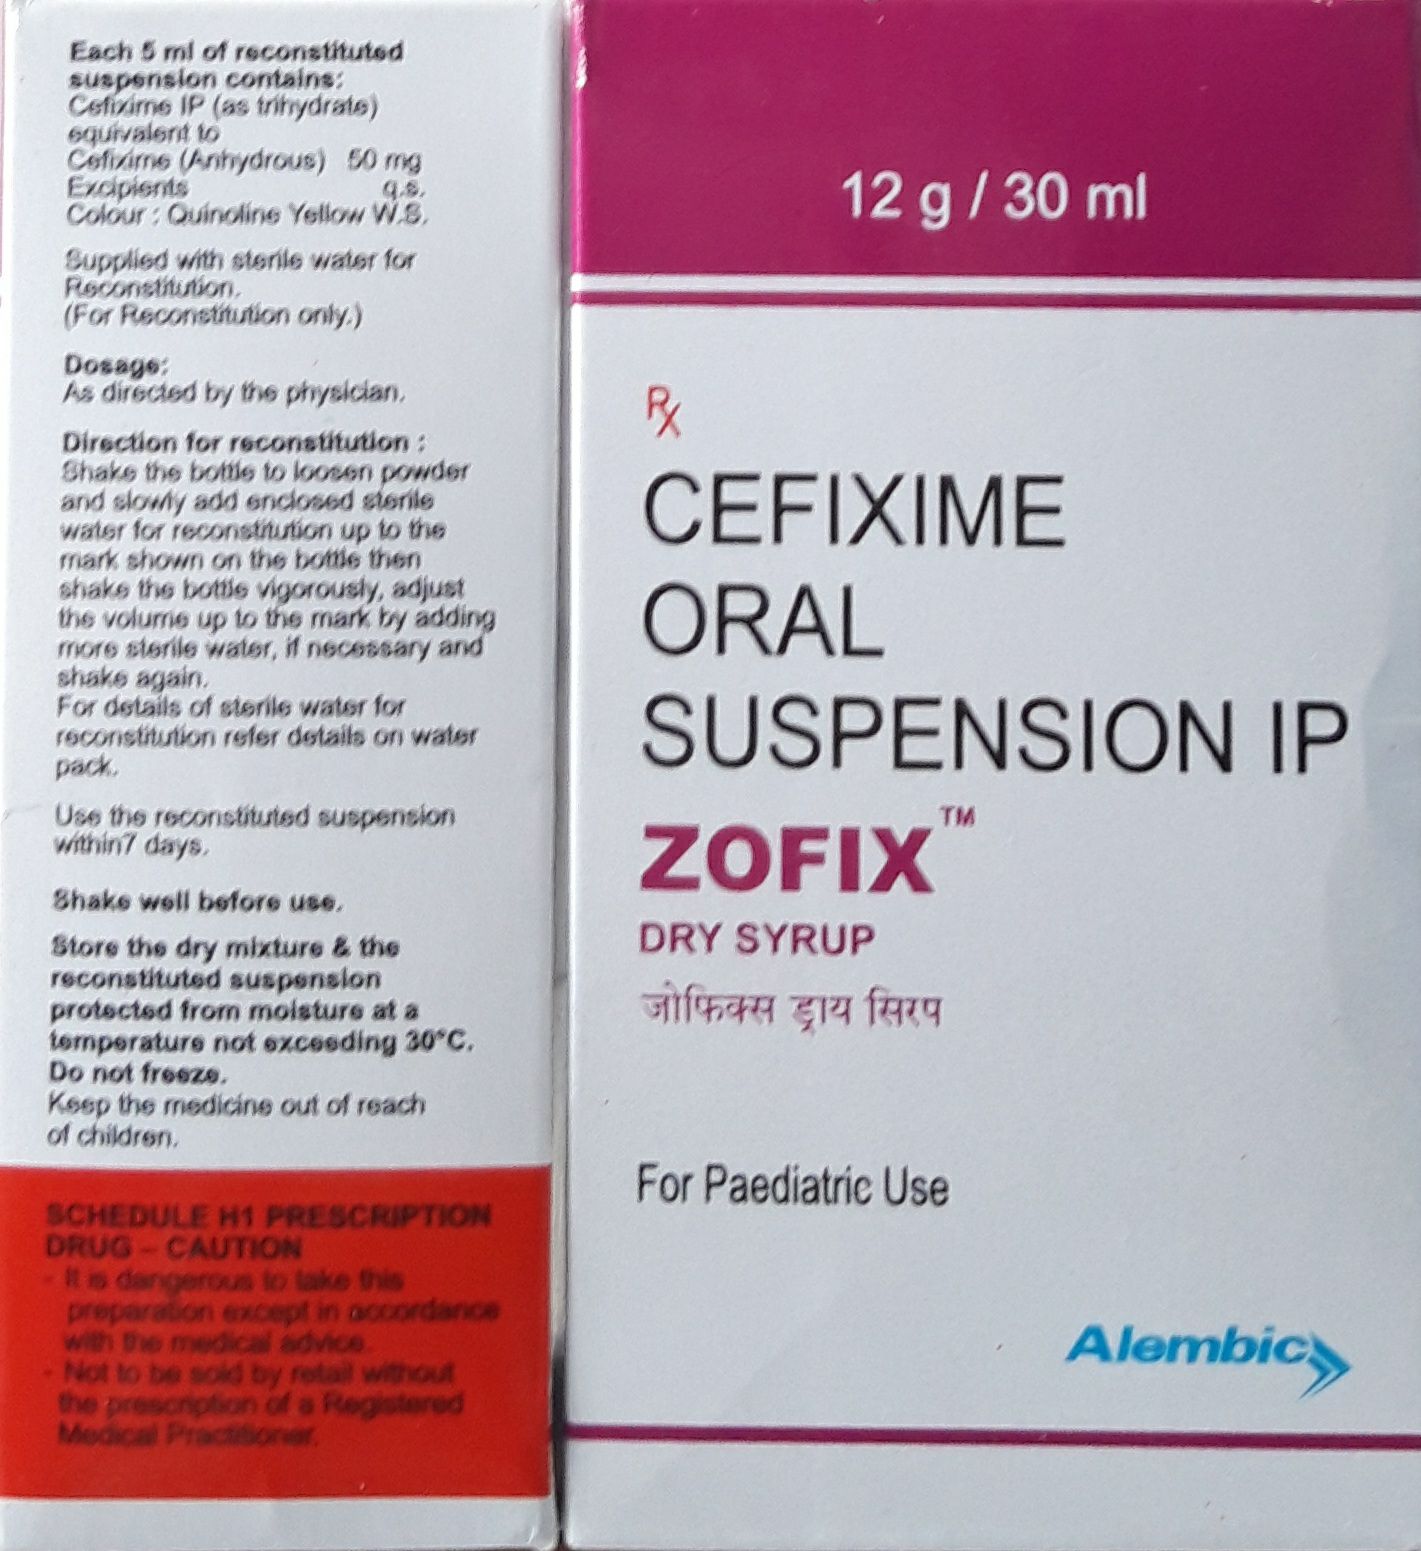 Each 5 ml of reconstituted
suspension contains:
Cefixime IP (as trihydrate)
equivalent to
Cefixime (Anhydrous) 50 mg
Excipients q.s.
Colour : Quinoline Yellow W.S.
Supplied with sterile water for
Reconstitution.
(For Reconstitution only.)
Dosage:
As directed by the physician.
Direction for reconstitution :
Shake the bottle to loosen powder
and slowly add enclosed sterile
water for reconstitution up to the
mark shown on the bottle then
shake the bottle vigorously, adjust
the volume up to the mark by adding
more sterile water, if necessary and
shake again.
For details of sterile water for
reconstitution refer details on water
pack.
Use the reconstituted suspension
within7 days.
Shake well before use.
Store the dry mixture & the
reconstituted suspension
protected from moisture at a
temperature not exceeding 30°C.
Do not freeze.
Keep the medicine out of reach
of children.
SCHEDULE H1 PRESCRIPTION
DRUG – CAUTION
- It is dangerous to take this
preparation except in accordance
with the medical advice.
- Not to be sold by retail without
the prescription of a Registered
Medical Practitioner.
12 g / 30 ml
Rx
CEFIXIME
ORAL
SUSPENSION IP
ZOFIX™
DRY SYRUP
जोफिक्स ड्राय सिरप
For Paediatric Use
Alembic